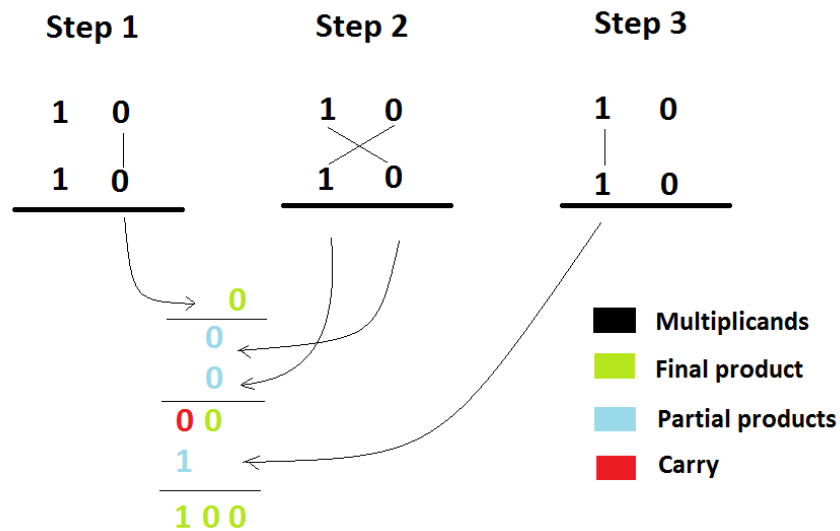 Step 1 Step 2 Step 3
1 0 1 0 1 0
1 0 1 0 1 0
0
0
0
0 0
1
1 0 0
Multiplicands
Final product
Partial products
Carry